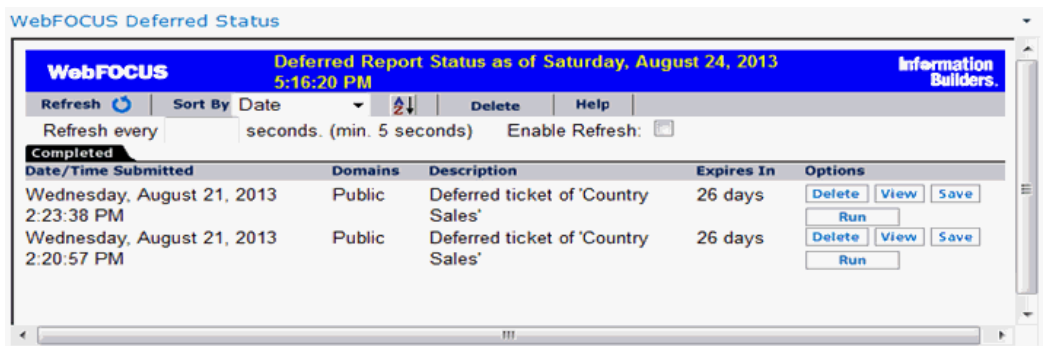 WebFOCUS Deferred Status
WebFOCUS
Deferred Report Status as of Saturday, August 24, 2013
5:16:20 PM
Information
Builders.
Refresh Sort By Date Delete Help
Refresh every seconds. (min. 5 seconds) Enable Refresh:
Completed
Date/Time Submitted Domains Description Expires In Options
Wednesday, August 21, 2013 Public Deferred ticket of 'Country 26 days Delete View Save
2:23:38 PM Sales' Run
Wednesday, August 21, 2013 Public Deferred ticket of 'Country 26 days Delete View Save
2:20:57 PM Sales' Run